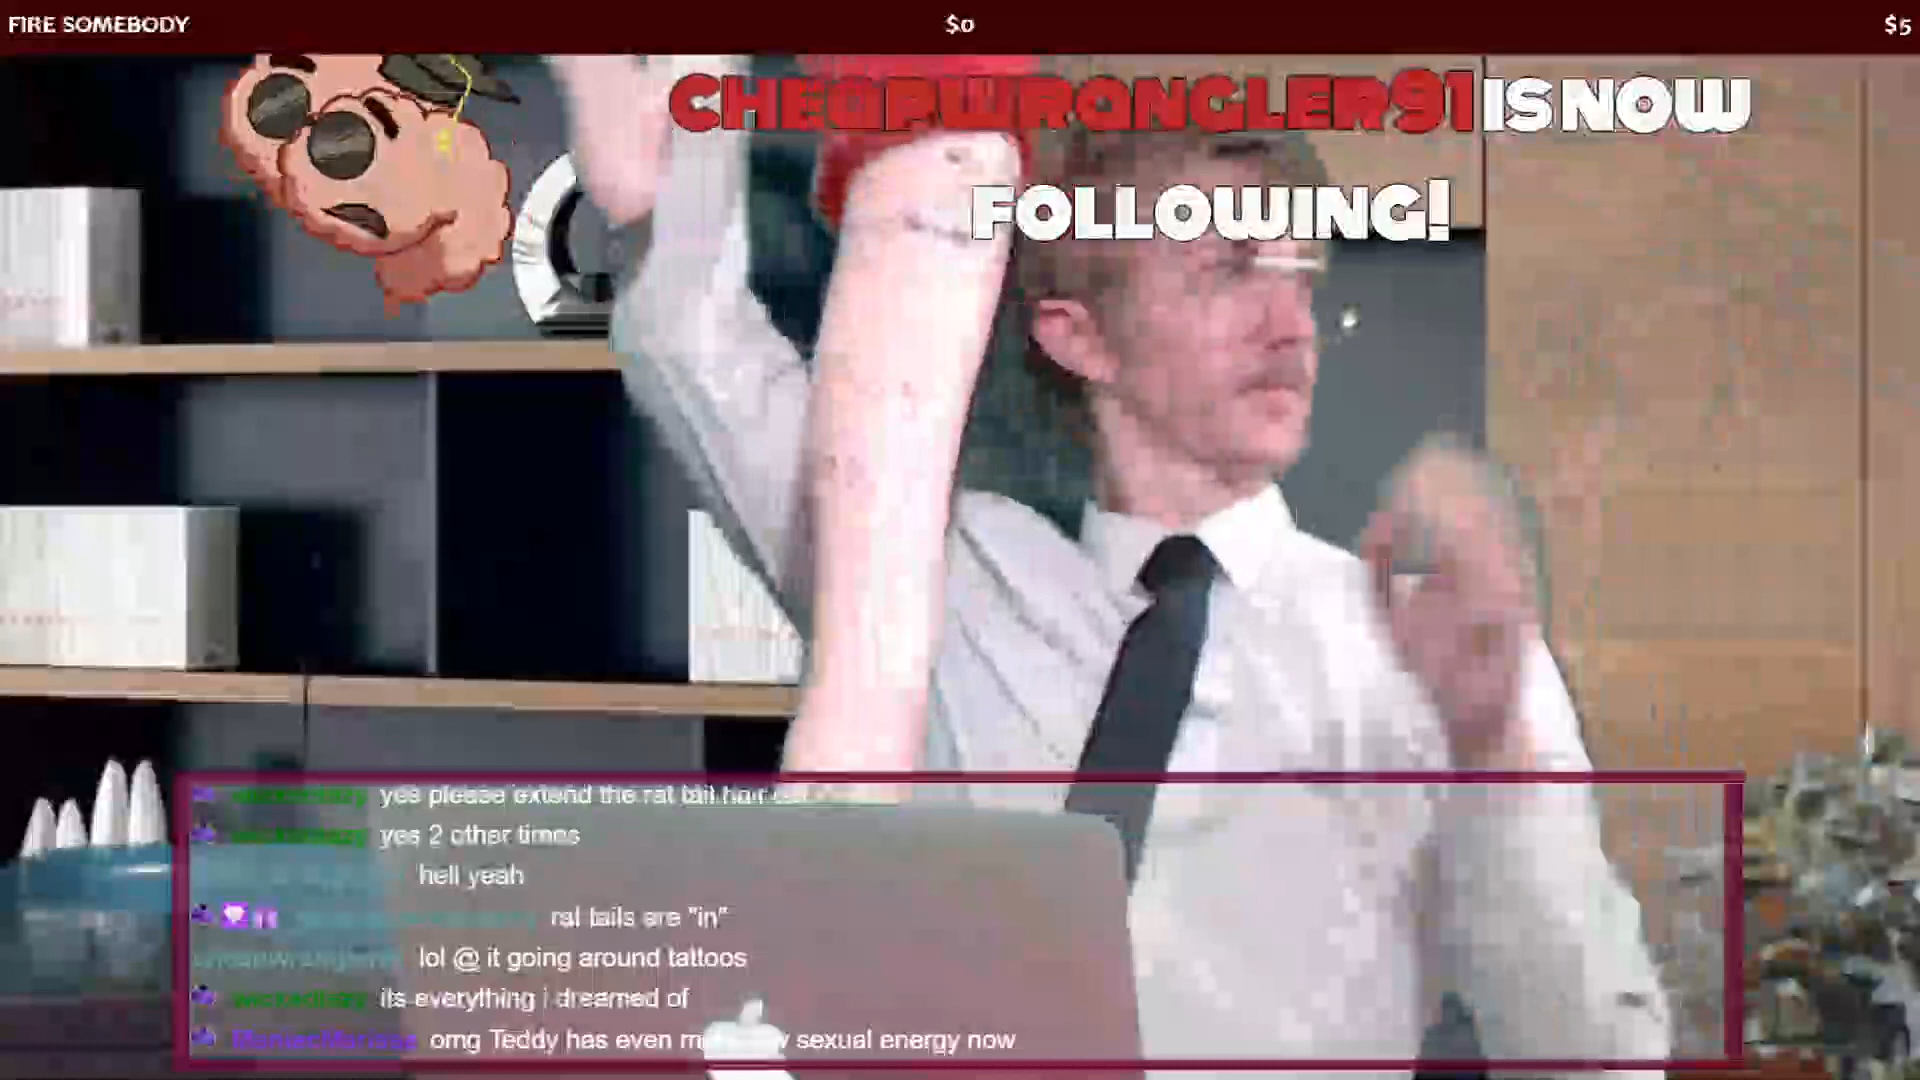 FIRE SOMEBODY $0 $5
CHEAPWRANGLER91 IS NOW
FOLLOWING!
yes please extend the rat tail hair
yes 2 other times
hell yeah
rat tails are "in"
lol @ it going around tattoos
its everything i dreamed of
omg Teddy has even sexual energy now